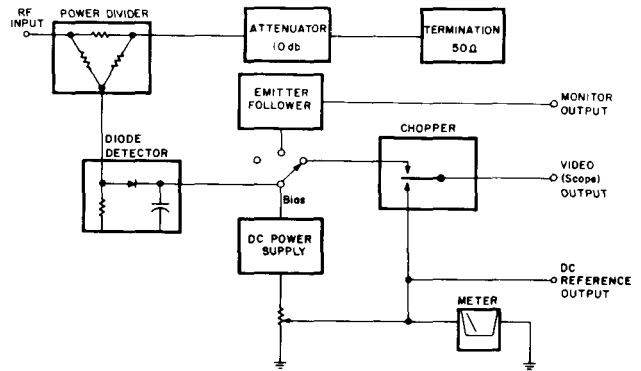 POWER DIVIDER
RF
INPUT
ATTENUATOR
10 db
TERMINATION
50 Ω
EMITTER
FOLLOWER
MONITOR
OUTPUT
CHOPPER
DIODE
DETECTOR
VIDEO
(Scope)
OUTPUT
Bias
DC POWER
SUPPLY
DC
REFERENCE
OUTPUT
METER